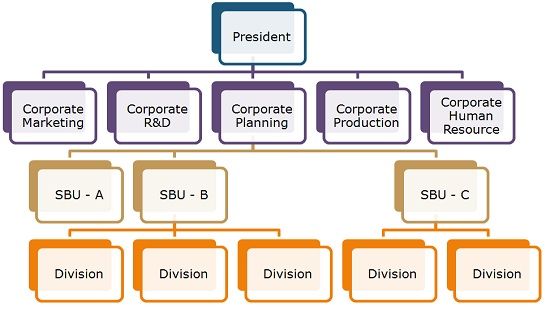 President
Corporate
Marketing
Corporate
R&D
Corporate
Planning
Corporate
Production
Corporate
Human
Resource
SBU - A
SBU - B
SBU - C
Division
Division
Division
Division
Division